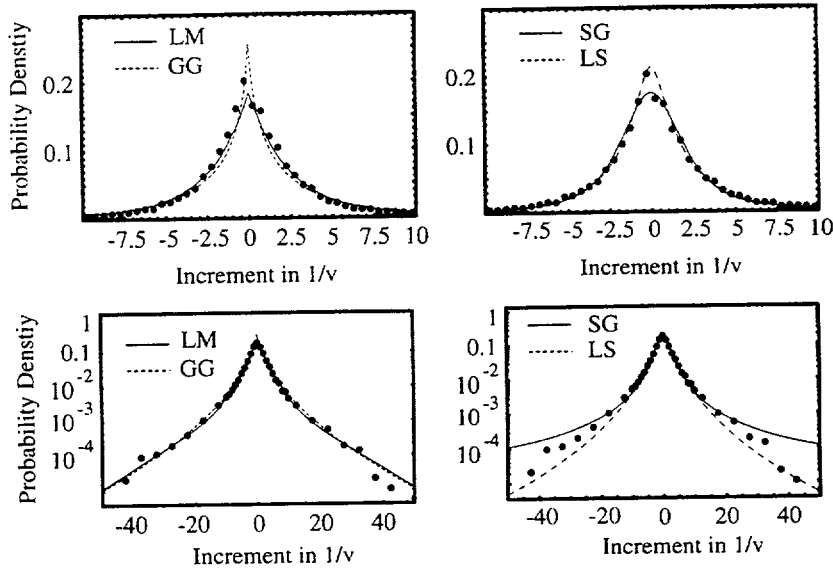 Probability Denstiy
0.2
0.1
LM
GG
-7.5 -5 -2.5 0 2.5 5 7.5 10
Increment in 1/v
0.2
0.1
SG
LS
-7.5 -5 -2.5 0 2.5 5 7.5 10
Increment in 1/v
Probability Denstiy
1
0.1
10-2
10-3
10-4
LM
GG
-40 -20 0 20 40
Increment in 1/v
1
0.1
10-2
10-3
10-4
SG
LS
-40 -20 0 20 40
Increment in 1/v